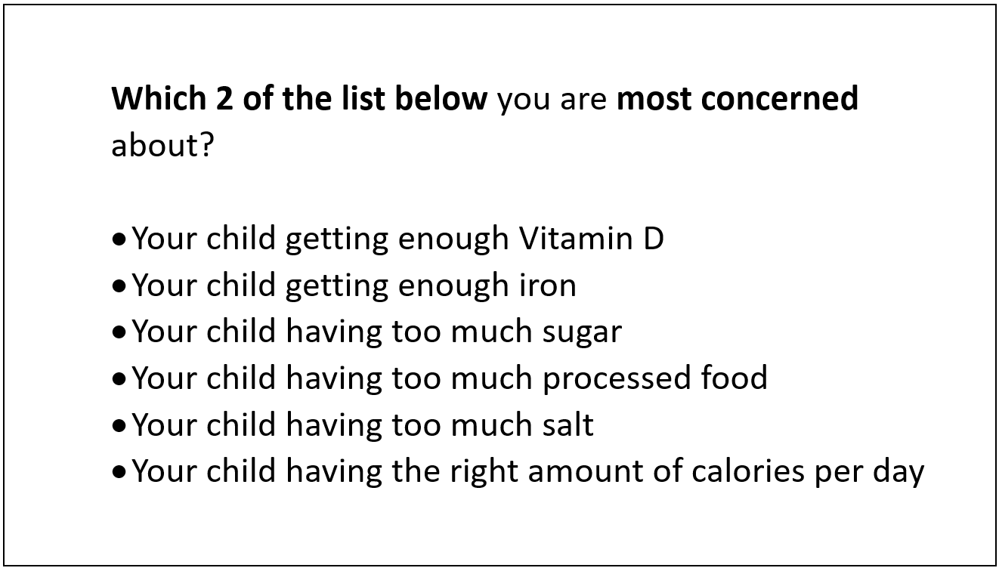 Which 2 of the list below you are most concerned
about?
•Your child getting enough Vitamin D
•Your child getting enough iron
•Your child having too much sugar
•Your child having too much processed food
•Your child having too much salt
•Your child having the right amount of calories per day